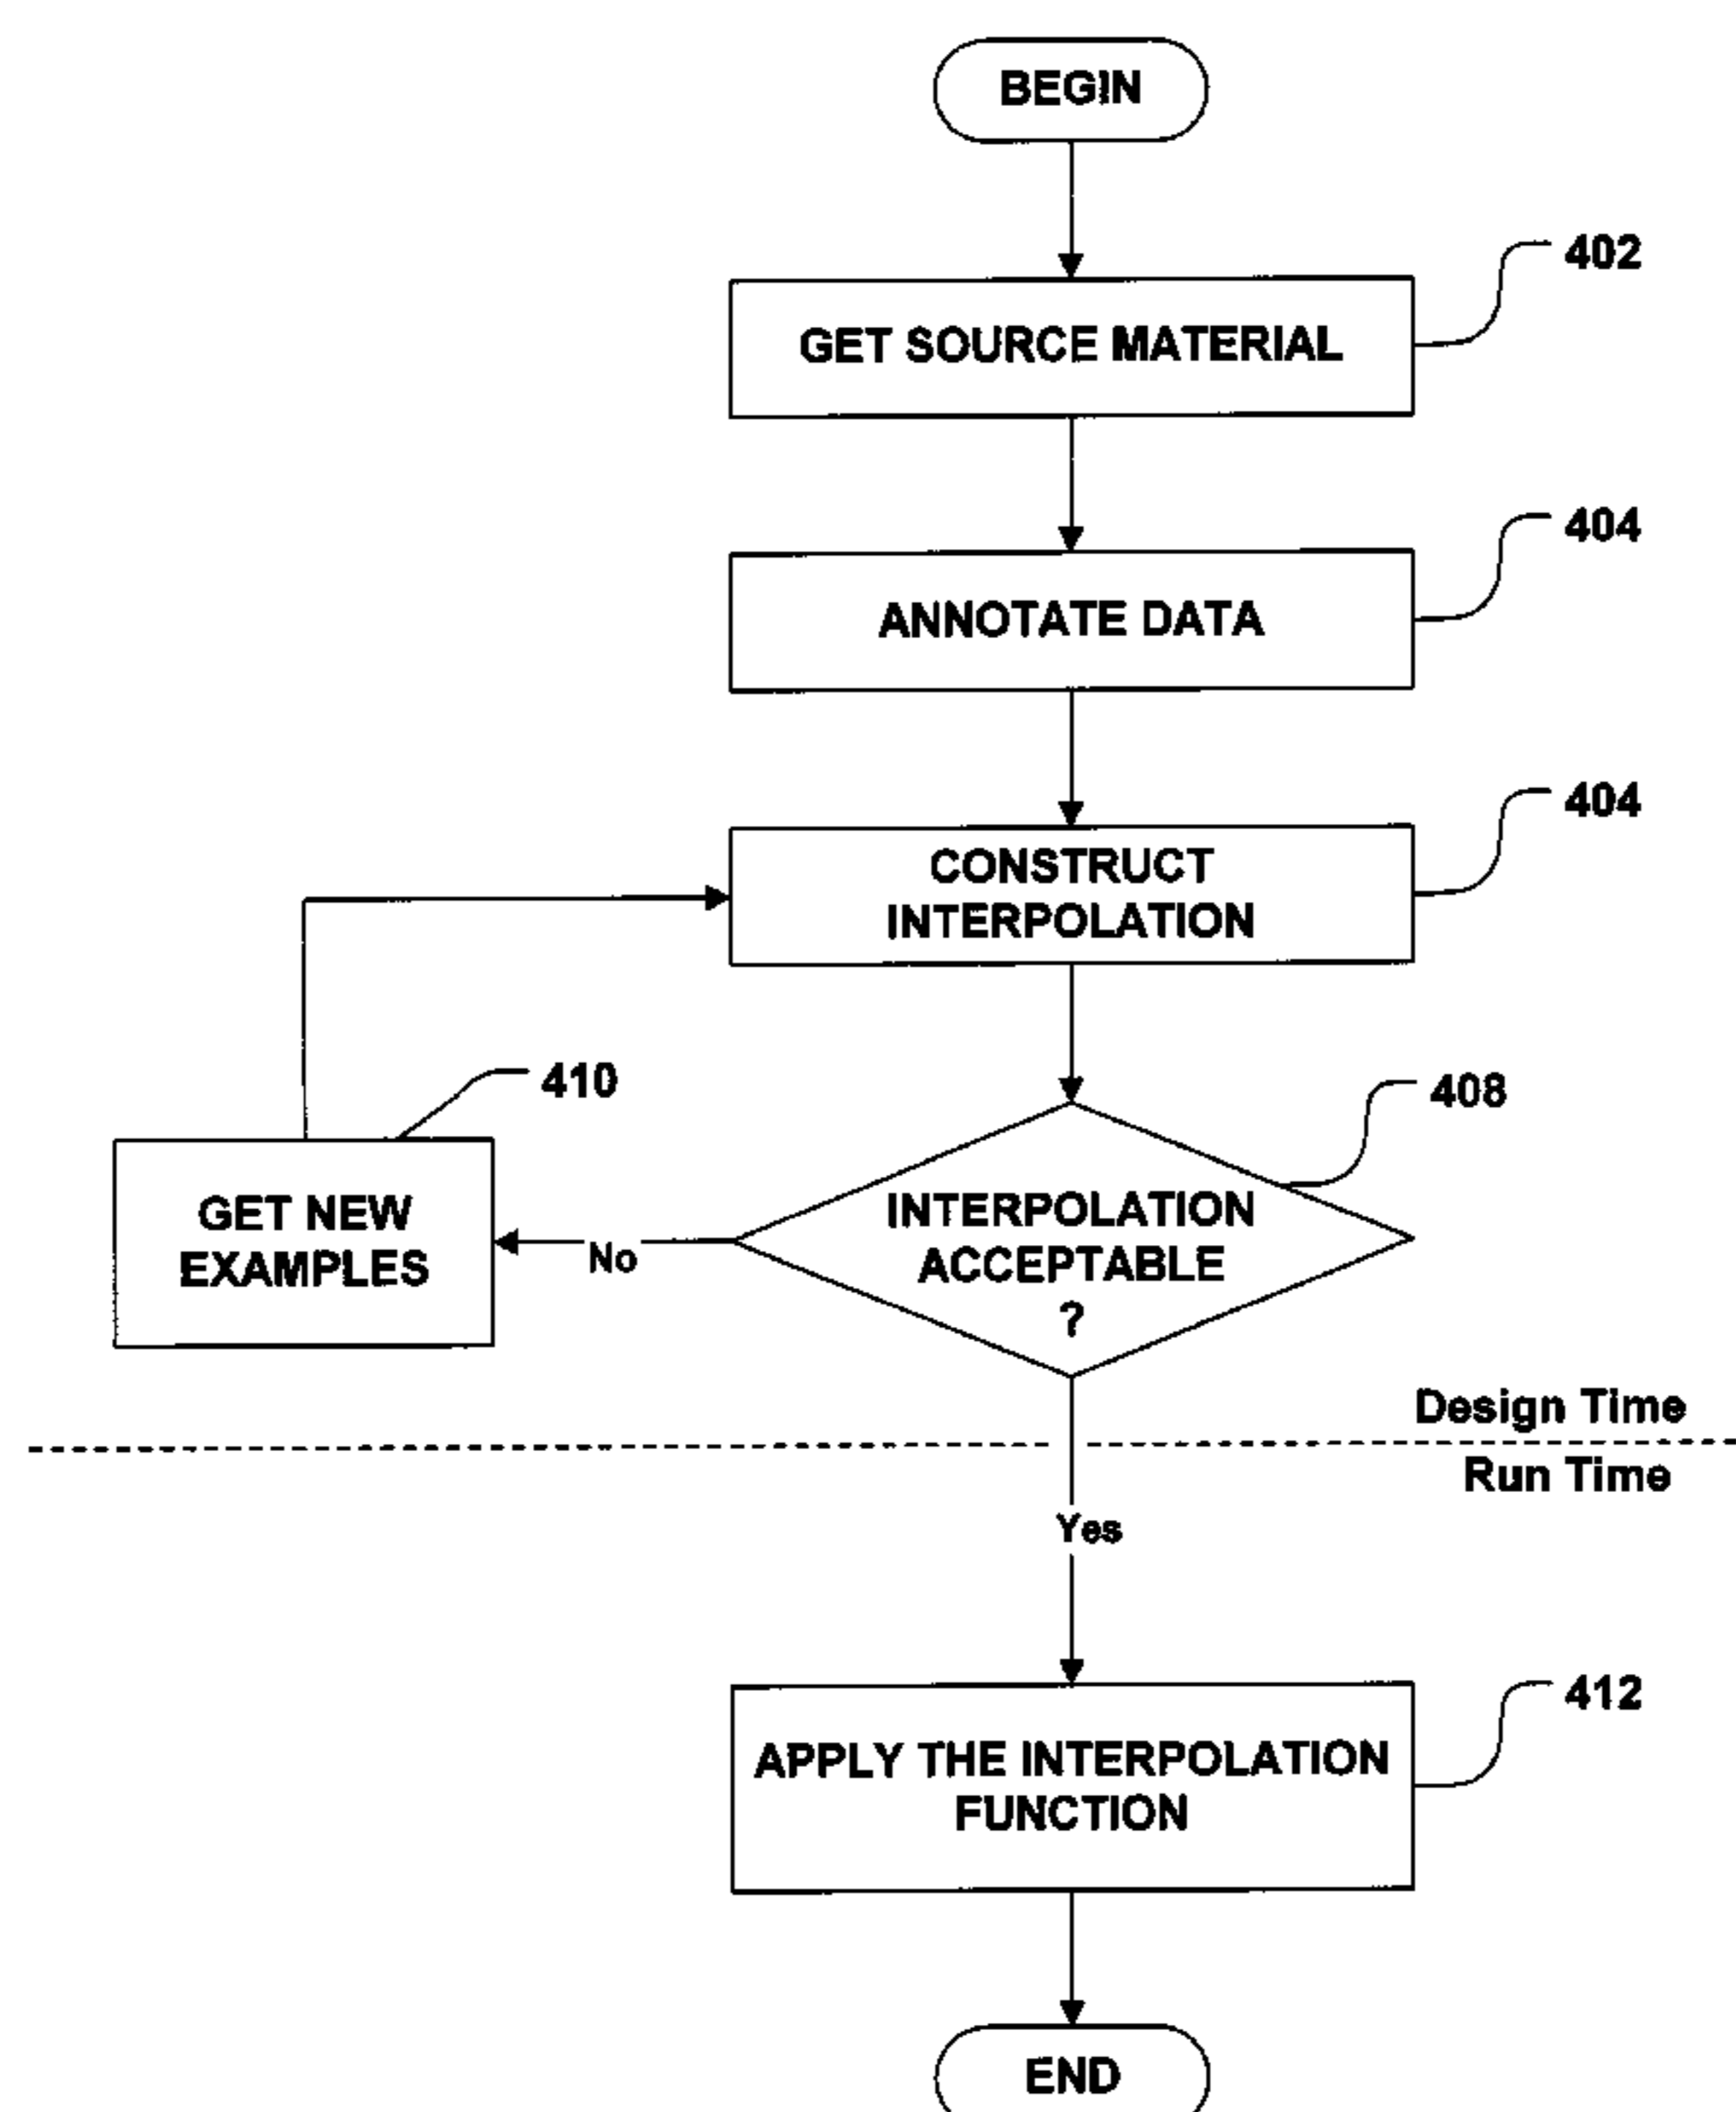 BEGIN
402
GET SOURCE MATERIAL
404
ANNOTATE DATA
404
CONSTRUCT
INTERPOLATION
410
408
GET NEW
EXAMPLES
No
INTERPOLATION
ACCEPTABLE
?
Design Time
Run Time
Yes
412
APPLY THE INTERPOLATION
FUNCTION
END